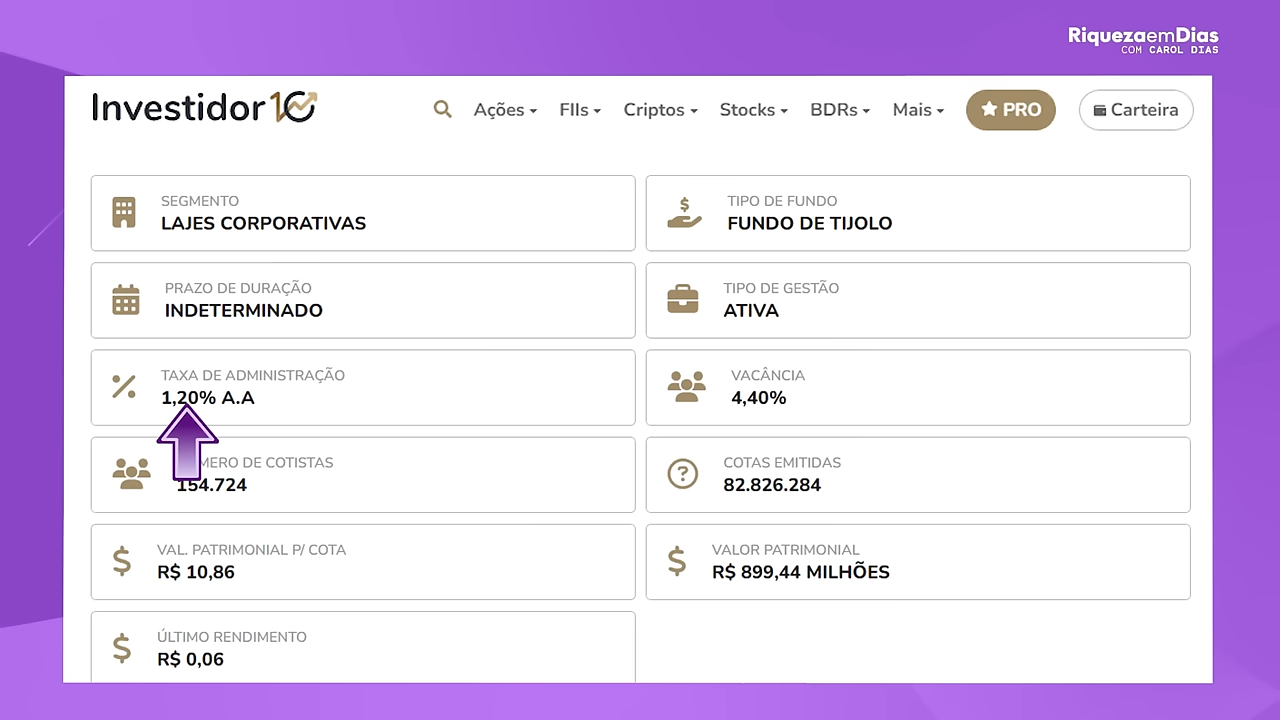 RiquezaemDias
COM CAROL DIAS
Investidor10
Ações
FIIs
Criptos
Stocks
BDRs
Mais
PRO
Carteira
SEGMENTO
LAJES CORPORATIVAS
TIPO DE FUNDO
FUNDO DE TIJOLO
PRAZO DE DURAÇÃO
INDETERMINADO
TIPO DE GESTÃO
ATIVA
TAXA DE ADMINISTRAÇÃO
1,20% A.A
VACÂNCIA
4,40%
MERO DE COTISTAS
154.724
COTAS EMITIDAS
82.826.284
VAL. PATRIMONIAL P/ COTA
R$ 10,86
VALOR PATRIMONIAL
R$ 899,44 MILHÕES
ÚLTIMO RENDIMENTO
R$ 0,06